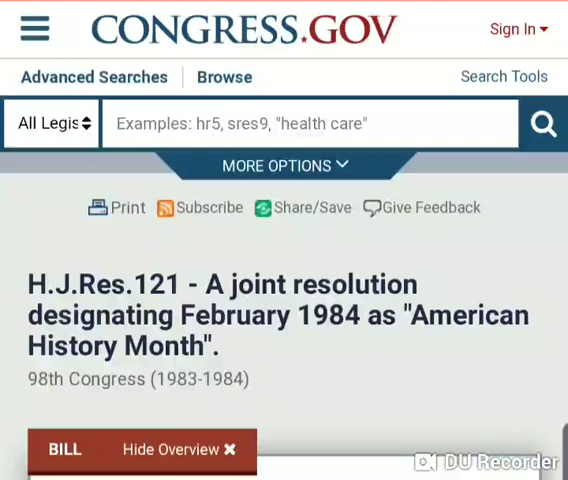 CONGRESS.GOV
Sign In
Advanced Searches Browse Search Tools
All Legis Examples: hr5, sres9, "health care"
MORE OPTIONS
Print Subscribe Share/Save Give Feedback
H.J.Res.121 - A joint resolution
designating February 1984 as "American
History Month".
98th Congress (1983-1984)
BILL Hide Overview
DU Recorder